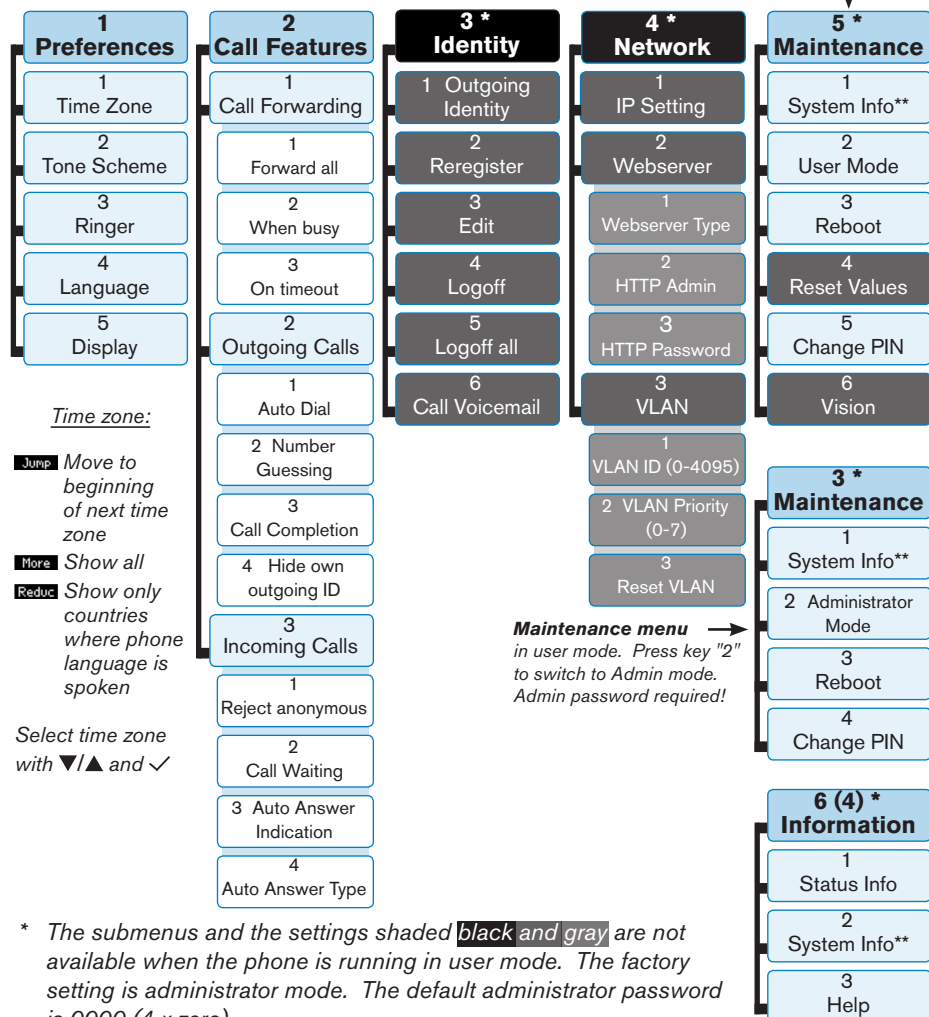 1
Preferences
1
Time Zone
2
Tone Scheme
3
Ringer
4
Language
5
Display
Time zone:
Jump Move to
beginning
of next time
zone
More Show all
Reduc Show only
countries
where phone
language is
spoken
Select time zone
with ▼/▲ and ✓
2
Call Features
1
Call Forwarding
1
Forward all
2
When busy
3
On timeout
2
Outgoing Calls
1
Auto Dial
2 Number
Guessing
3
Call Completion
4 Hide own
outgoing ID
3
Incoming Calls
1
Reject anonymous
2
Call Waiting
3 Auto Answer
Indication
4
Auto Answer Type
3 *
Identity
1 Outgoing
Identity
2
Reregister
3
Edit
4
Logoff
5
Logoff all
6
Call Voicemail
4 *
Network
1
IP Setting
2
Webserver
1
Webserver Type
2
HTTP Admin
3
HTTP Password
3
VLAN
1
VLAN ID (0-4095)
2 VLAN Priority
(0-7)
3
Reset VLAN
5 *
Maintenance
1
System Info**
2
User Mode
3
Reboot
4
Reset Values
5
Change PIN
6
Vision
Maintenance menu
in user mode. Press key "2"
to switch to Admin mode.
Admin password required!
3 *
Maintenance
1
System Info**
2 Administrator
Mode
3
Reboot
4
Change PIN
6 (4) *
Information
1
Status Info
2
System Info**
3
Help
* The submenus and the settings shaded black and gray are not
available when the phone is running in user mode. The factory
setting is administrator mode. The default administrator password
is 0000 (4 x zero)